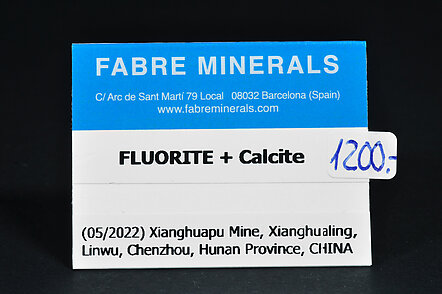 FABRE MINERALS
C/ Arc de Sant Martí 79 Local 08032 Barcelona (Spain)
www.fabreminerals.com
FLUORITE + Calcite
1200.-
(05/2022) Xianghuapu Mine, Xianghualing,
Linwu, Chenzhou, Hunan Province, CHINA